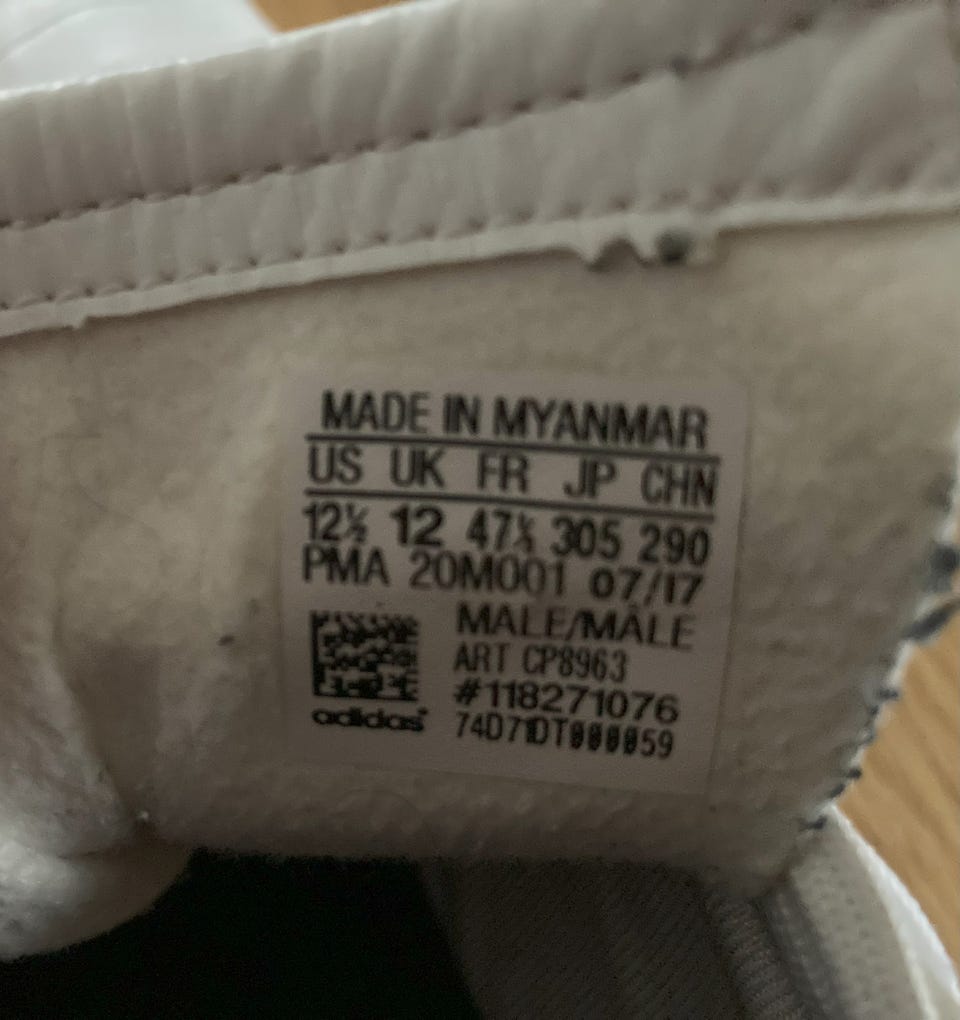 MADE IN MYANMAR
US UK FR JP CHN
12½ 12 47⅓ 305 290
PMA 20M001 07/17
MALE/MÂLE
ART CP8963
#118271076
adidas